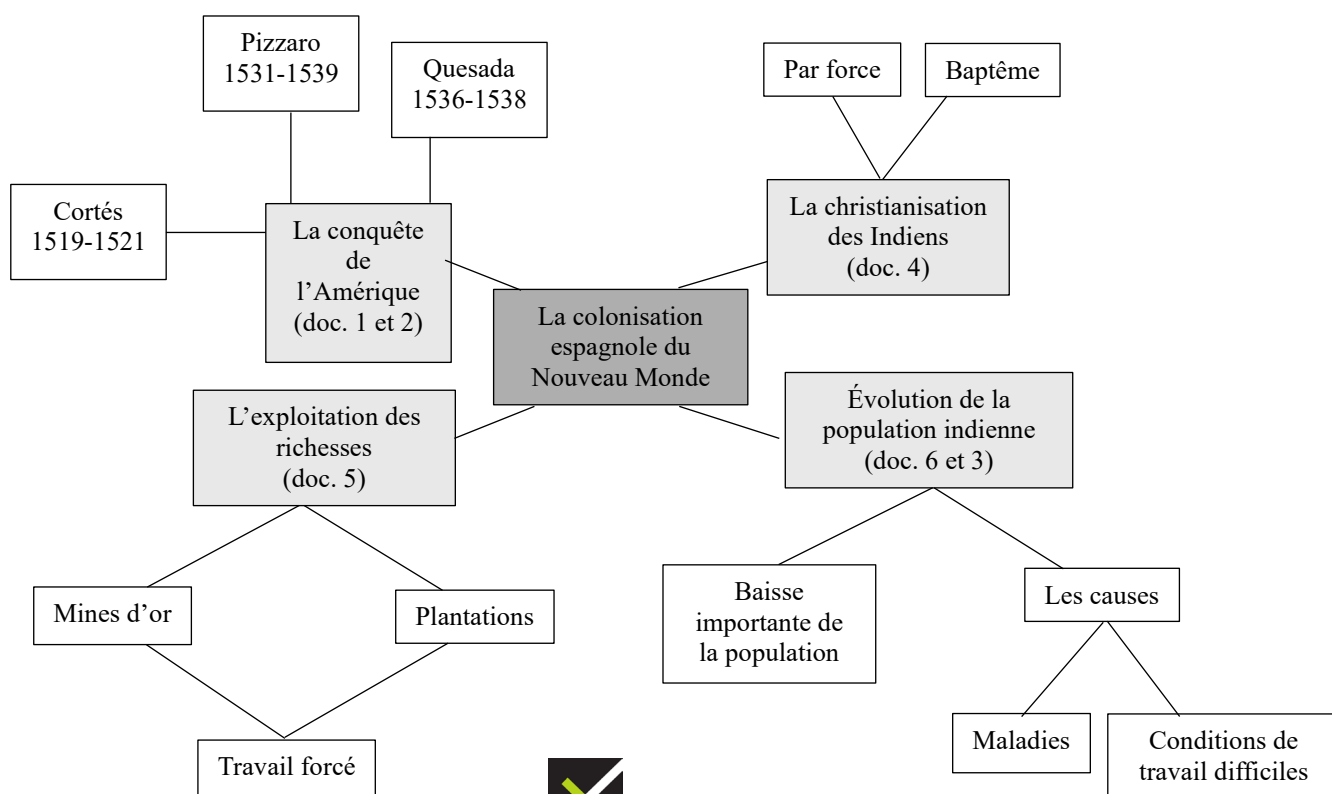 Pizzaro
1531-1539
Quesada
1536-1538
Par force
Baptême
Cortés
1519-1521
La conquête
de
l’Amérique
(doc. 1 et 2)
La christianisation
des Indiens
(doc. 4)
La colonisation
espagnole du
Nouveau Monde
L’exploitation des
richesses
(doc. 5)
Évolution de la
population indienne
(doc. 6 et 3)
Mines d’or
Plantations
Travail forcé
Baisse
importante de
la population
Les causes
Maladies
Conditions de
travail difficiles